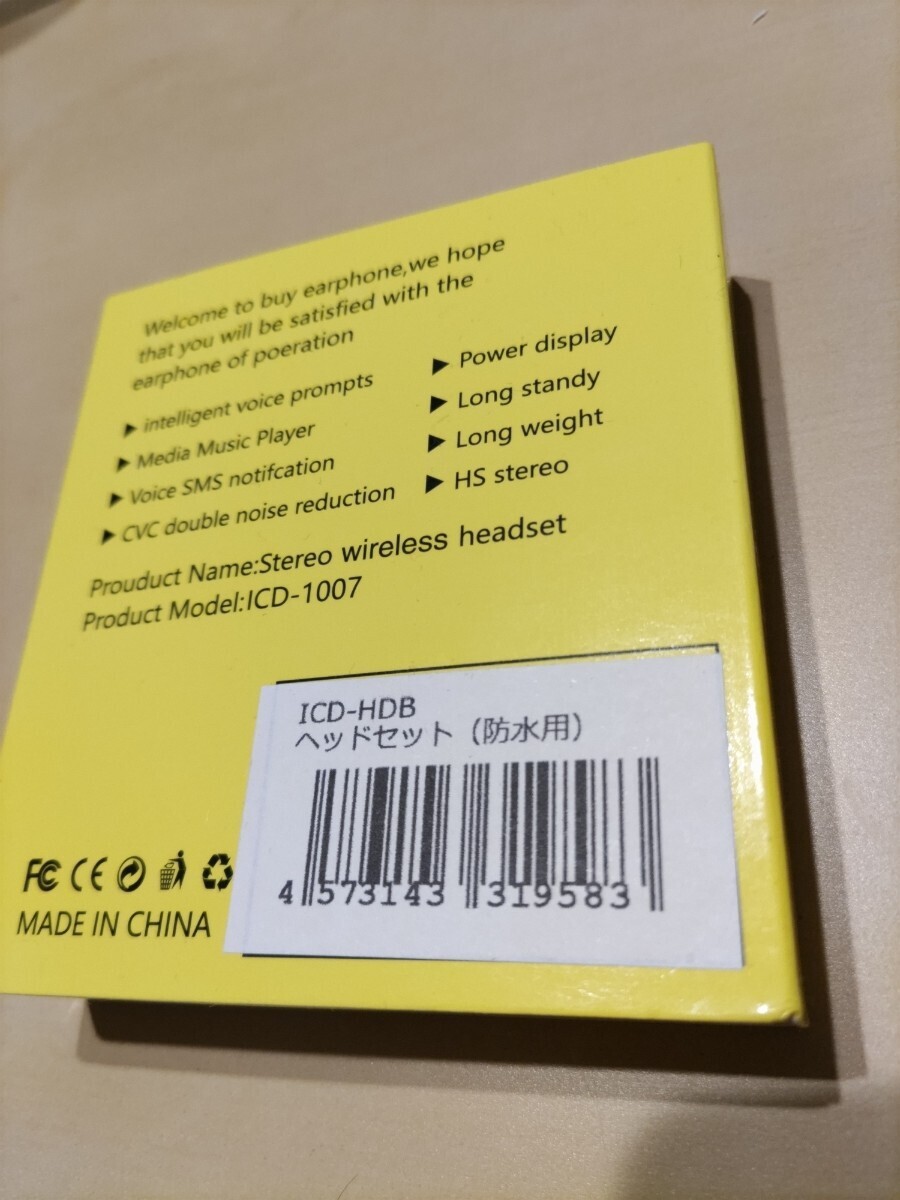 Welcome to buy earphone,we hope
that you will be satisfied with the
earphone of poeration
▶ intelligent voice prompts
▶ Media Music Player
▶ Voice SMS notifcation
▶ CVC double noise reduction
▶ Power display
▶ Long standy
▶ Long weight
▶ HS stereo
Prouduct Name:Stereo wireless headset
Product Model:ICD-1007
ICD-HDB
ヘッドセット（防水用）
4 573143 319583
FC CE
MADE IN CHINA